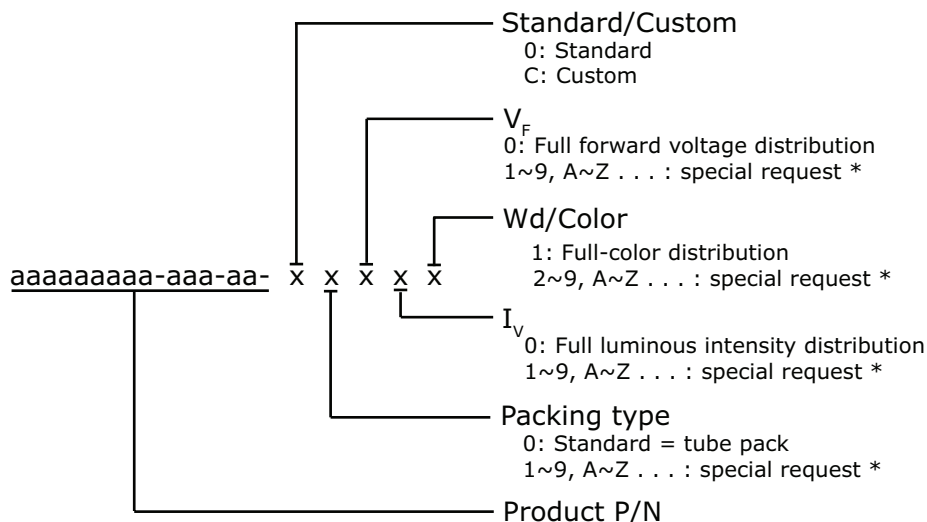 Standard/Custom
0: Standard
C: Custom
VF
0: Full forward voltage distribution
1~9, A~Z . . . : special request *
Wd/Color
1: Full-color distribution
2~9, A~Z . . . : special request *
aaaaaaaaa-aaa-aa- x x x x x
IV
0: Full luminous intensity distribution
1~9, A~Z . . . : special request *
Packing type
0: Standard = tube pack
1~9, A~Z . . . : special request *
Product P/N